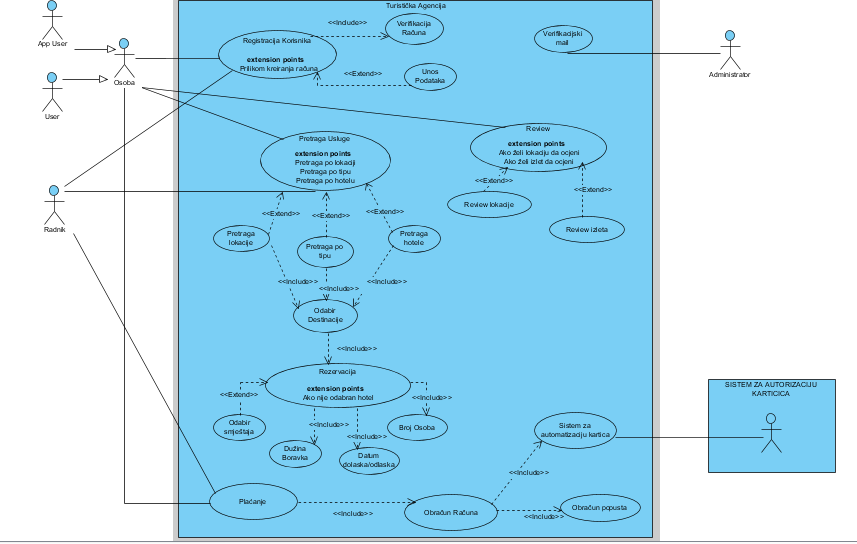 Turistička Agencija
<<Include>>
Verifikacija
Računa
App User
Registracija Korisnika
extension points
Prilikom kreiranja računa
<<Extend>>
Unos
Podataka
Verifikacijski
mail
Administrator
Osoba
User
Pretraga Usluge
extension points
Pretraga po lokaciji
Pretraga po tipu
Pretraga po hotelu
Review
extension points
Ako želi lokaciju da ocjeni
Ako želi izlet da ocjeni
<<Extend>>
<<Extend>>
Review lokacije
Review izleta
Radnik
<<Extend>>
<<Extend>>
<<Extend>>
Pretraga
lokacije
Pretraga po
tipu
Pretraga
hotele
<<Include>>
<<Include>>
<<Include>>
Odabir
Destinacije
<<Include>>
Rezervacija
extension points
Ako nije odabran hotel
<<Extend>>
<<Include>>
<<Include>>
<<Include>>
Odabir
smještaja
Dužina
Boravka
Datum
dolaska/odlaska
Broj Osoba
Sistem za
automatizaciju kartica
SISTEM ZA AUTORIZACIJU
KARTICICA
<<Include>>
Plaćanje
<<Include>>
Obračun Računa
<<Include>>
Obračun popusta